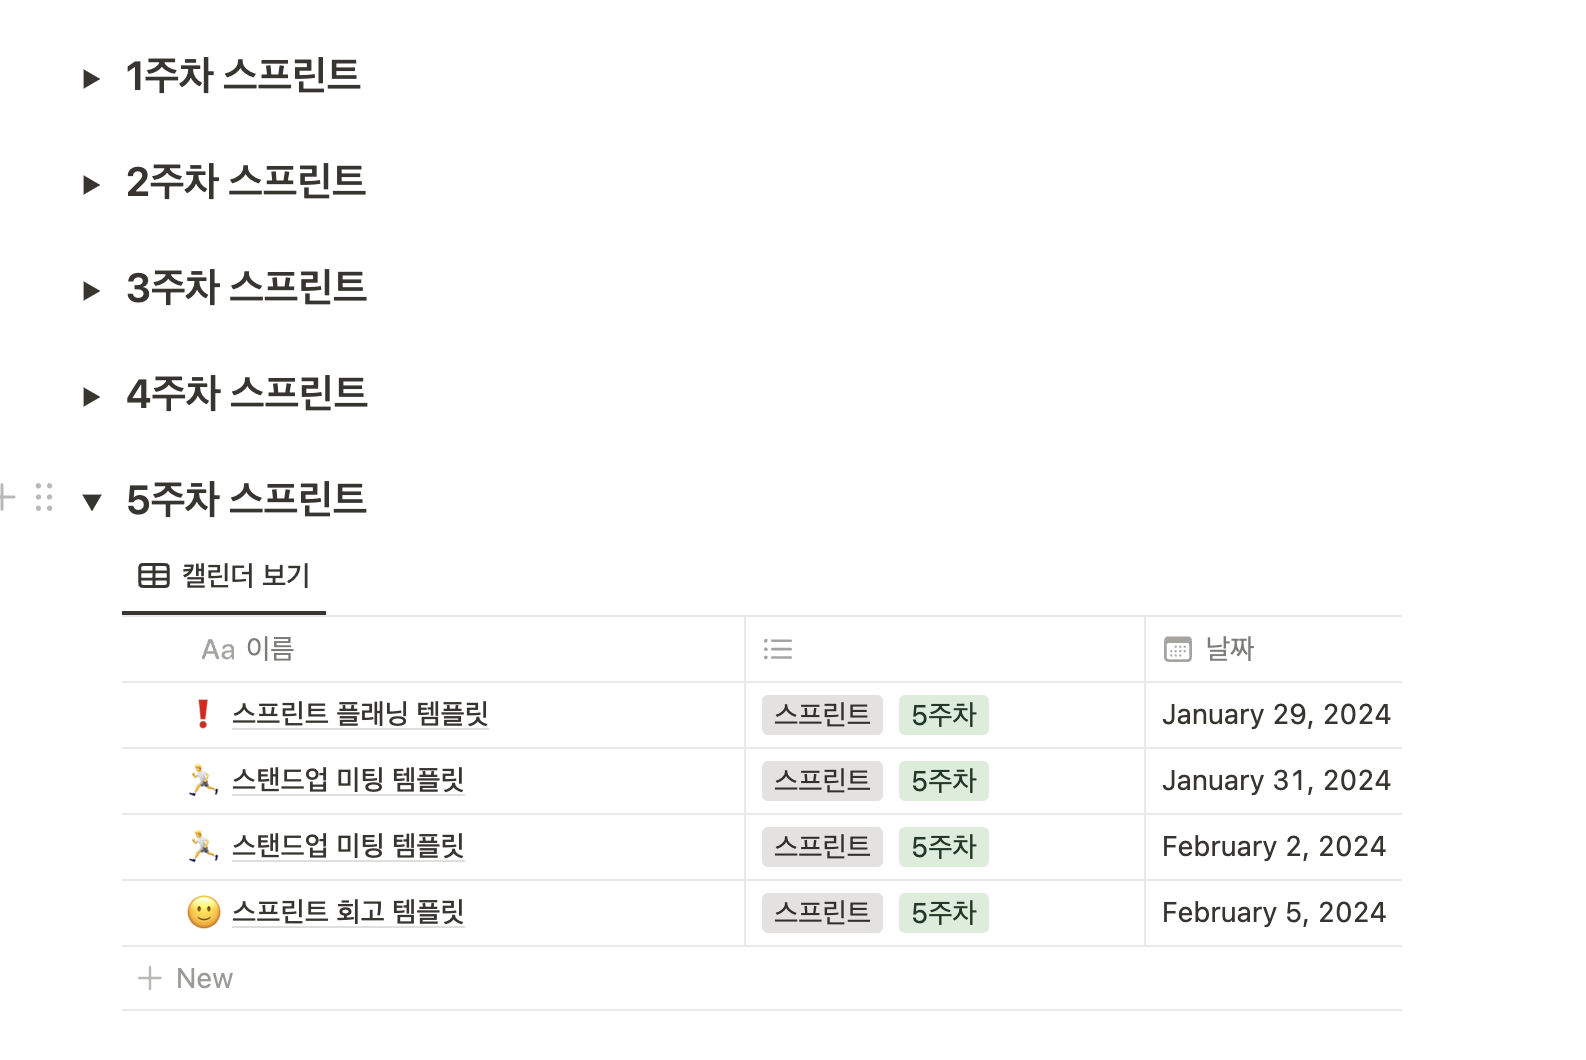 1주차 스프린트
2주차 스프린트
3주차 스프린트
4주차 스프린트
5주차 스프린트
캘린더 보기
Aa 이름 날짜
스프린트 플래닝 템플릿 스프린트 5주차 January 29, 2024
스탠드업 미팅 템플릿 스프린트 5주차 January 31, 2024
스탠드업 미팅 템플릿 스프린트 5주차 February 2, 2024
스프린트 회고 템플릿 스프린트 5주차 February 5, 2024
New